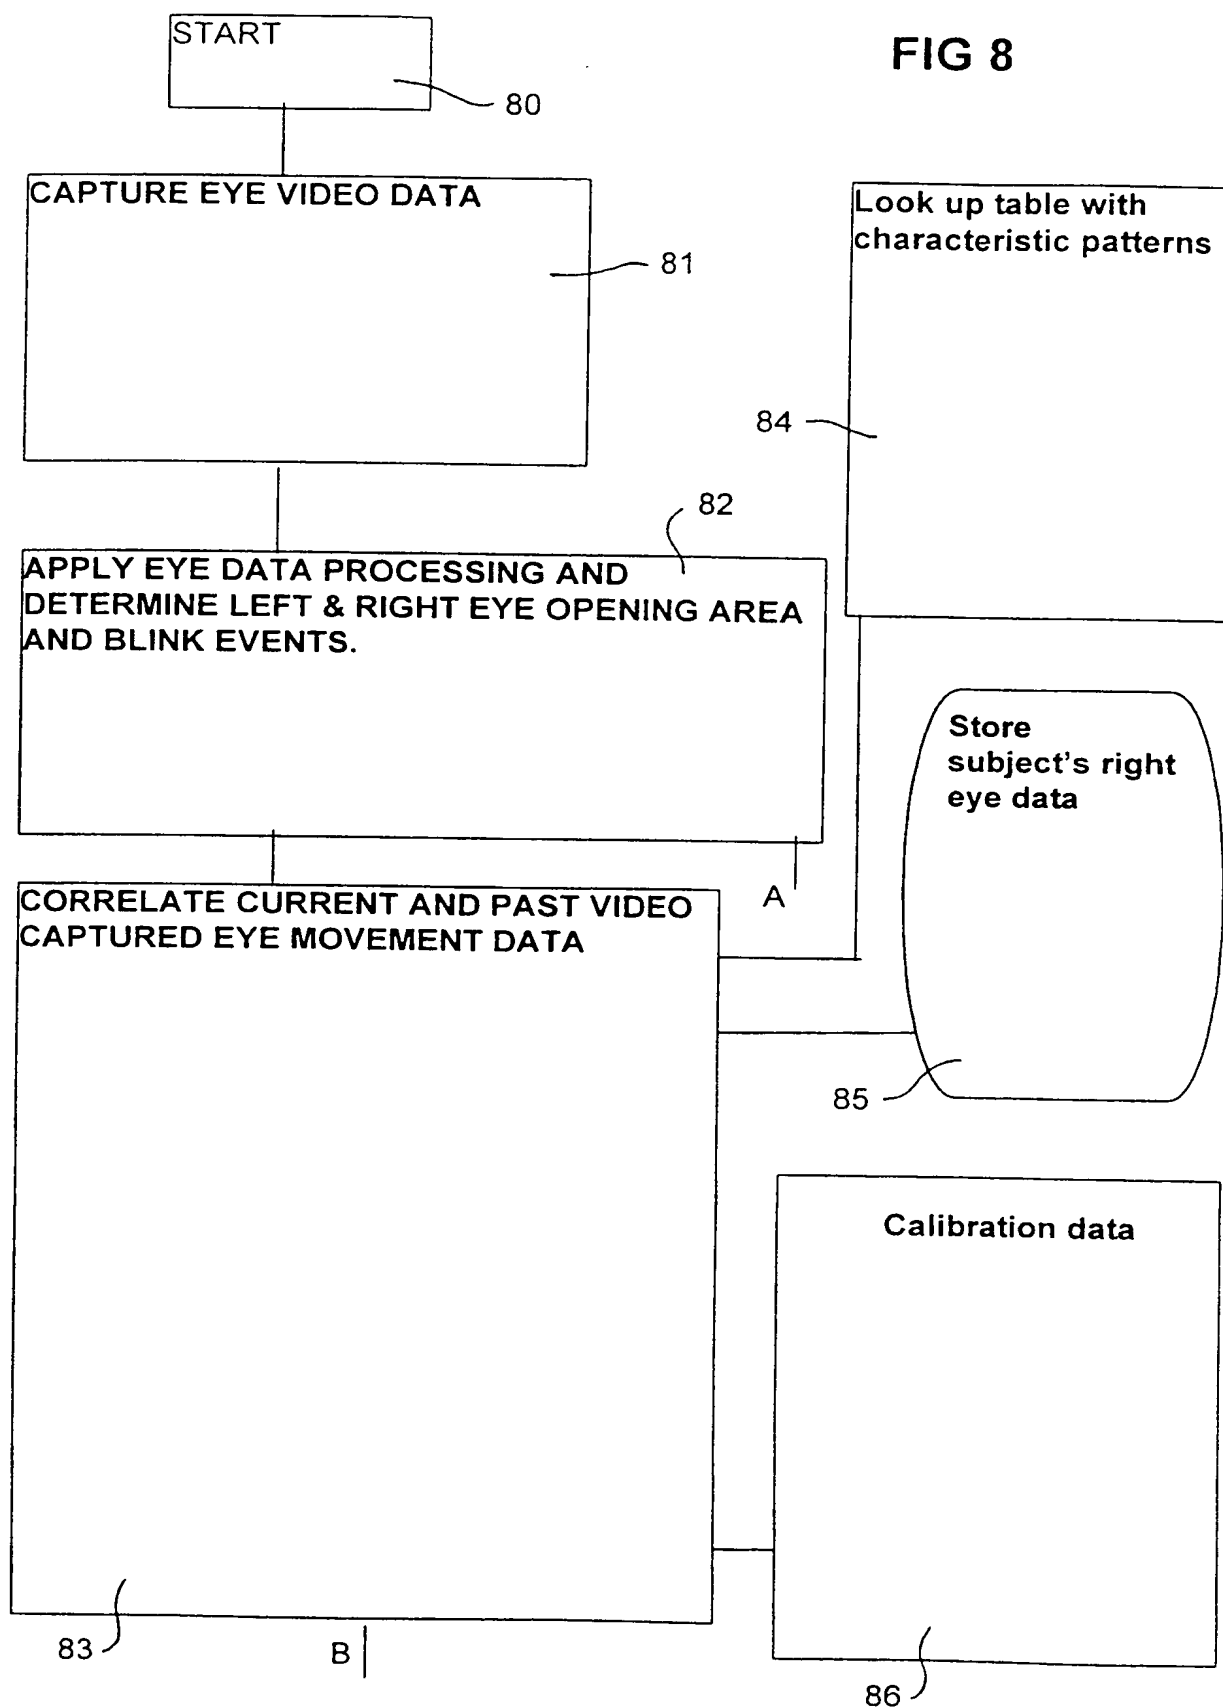 FIG 8
START
80
CAPTURE EYE VIDEO DATA
81
Look up table with
characteristic patterns
84
82
APPLY EYE DATA PROCESSING AND
DETERMINE LEFT & RIGHT EYE OPENING AREA
AND BLINK EVENTS.
A
Store
subject's right
eye data
85
CORRELATE CURRENT AND PAST VIDEO
CAPTURED EYE MOVEMENT DATA
Calibration data
83
B
86